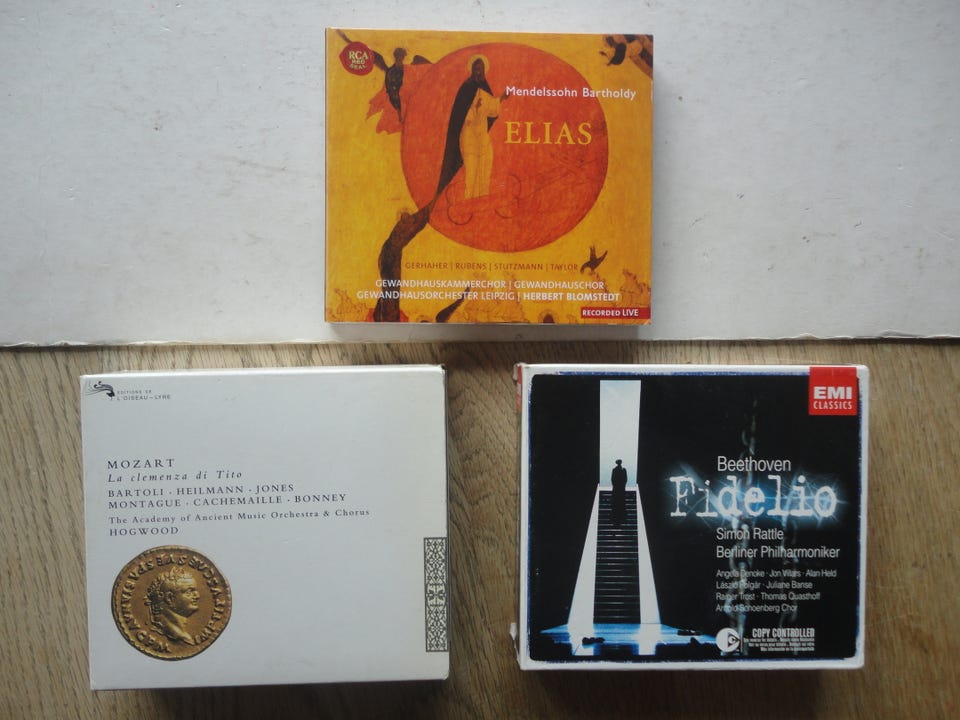 RCA
RED
SEAL
Mendelssohn Bartholdy
ELIAS
GERHAHER | RUBENS | STUTZMANN | TAYLOR
GEWANDHAUSKAMMERCHOR | GEWANDHAUSCHOR
GEWANDHAUSORCHESTER LEIPZIG | HERBERT BLOMSTEDT
RECORDED LIVE
EDITIONS DE
L'OISEAU-LYRE
MOZART
La clemenza di Tito
BARTOLI · HEILMANN · JONES
MONTAGUE · CACHEMAILLE · BONNEY
The Academy of Ancient Music Orchestra & Chorus
HOGWOOD
EMI
CLASSICS
Beethoven
Fidelio
Simon Rattle
Berliner Philharmoniker
Angela Denoke · Jon Villars · Alan Held
László Polgár · Juliane Banse
Rainer Trost · Thomas Quasthoff
Arnold Schoenberg Chor
COPY CONTROLLED